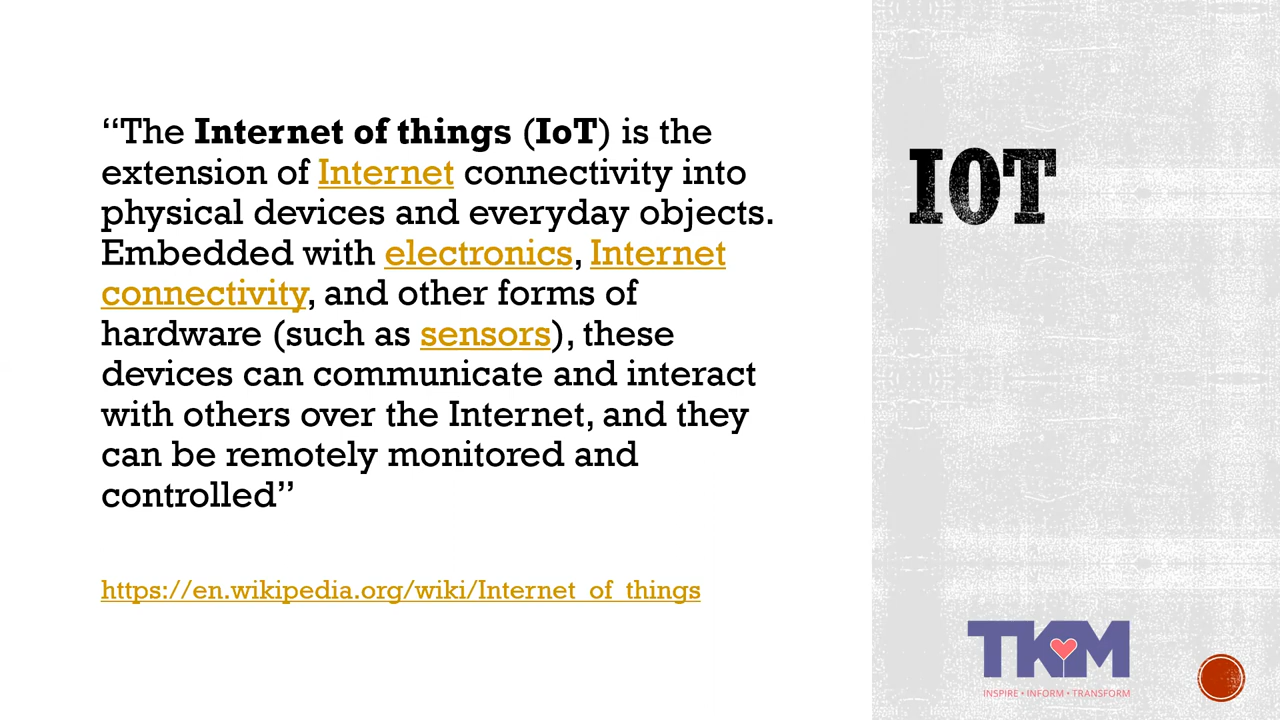 “The Internet of things (IoT) is the
extension of Internet connectivity into
physical devices and everyday objects.
Embedded with electronics, Internet
connectivity, and other forms of
hardware (such as sensors), these
devices can communicate and interact
with others over the Internet, and they
can be remotely monitored and
controlled”
https://en.wikipedia.org/wiki/Internet_of_things
IOT
TKM
INSPIRE • INFORM • TRANSFORM